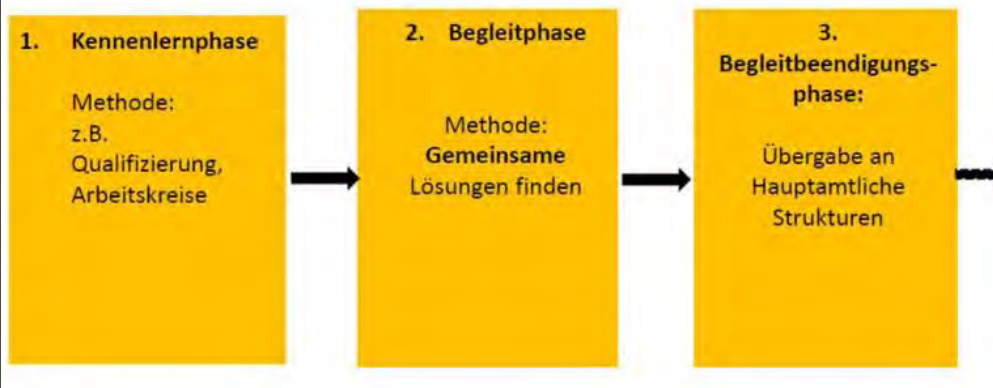 1. Kennenlernphase
Methode:
z.B.
Qualifizierung,
Arbeitskreise
2. Begleitphase
Methode:
Gemeinsame
Lösungen finden
3.
Begleitbeendigungs-
phase:
Übergabe an
Hauptamtliche
Strukturen